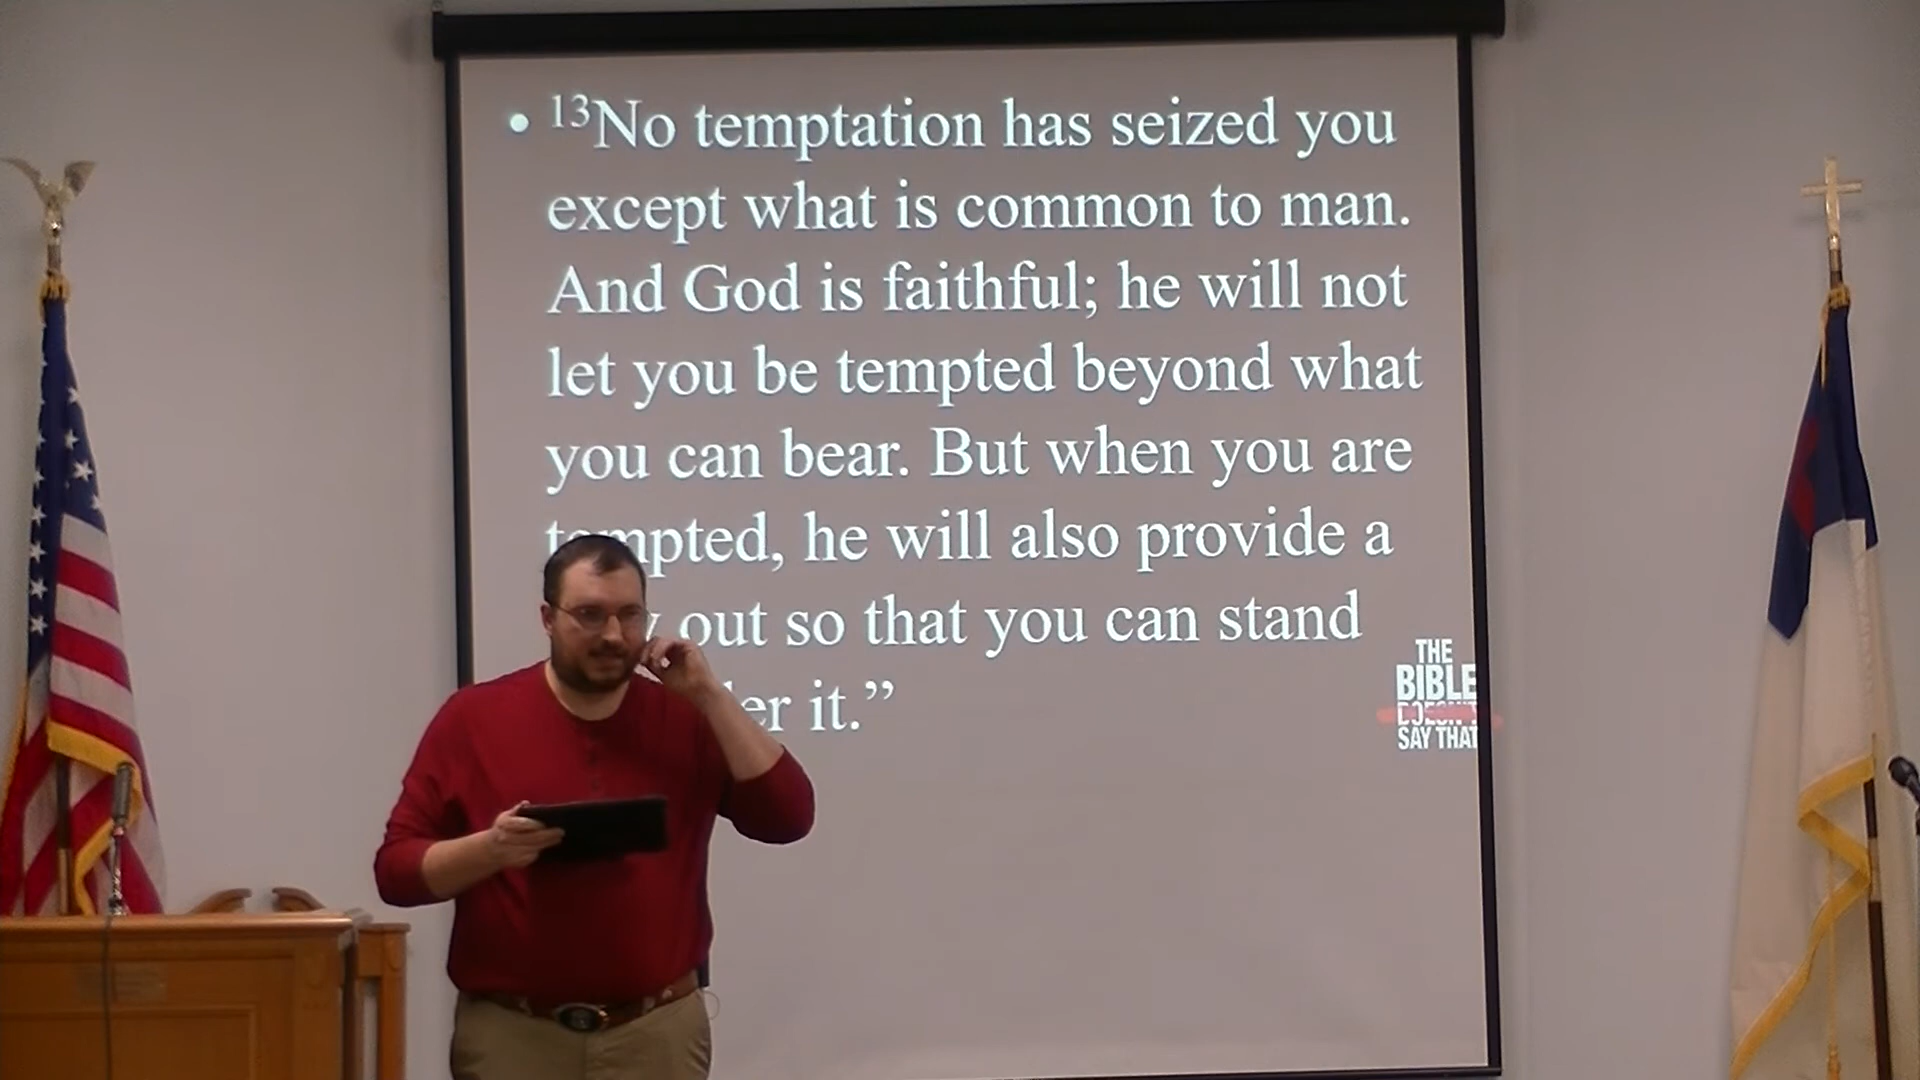 • ¹³No temptation has seized you
except what is common to man.
And God is faithful; he will not
let you be tempted beyond what
you can bear. But when you are
tempted, he will also provide a
out so that you can stand
it.”
THE
BIBLE
DOESN'T
SAY THAT